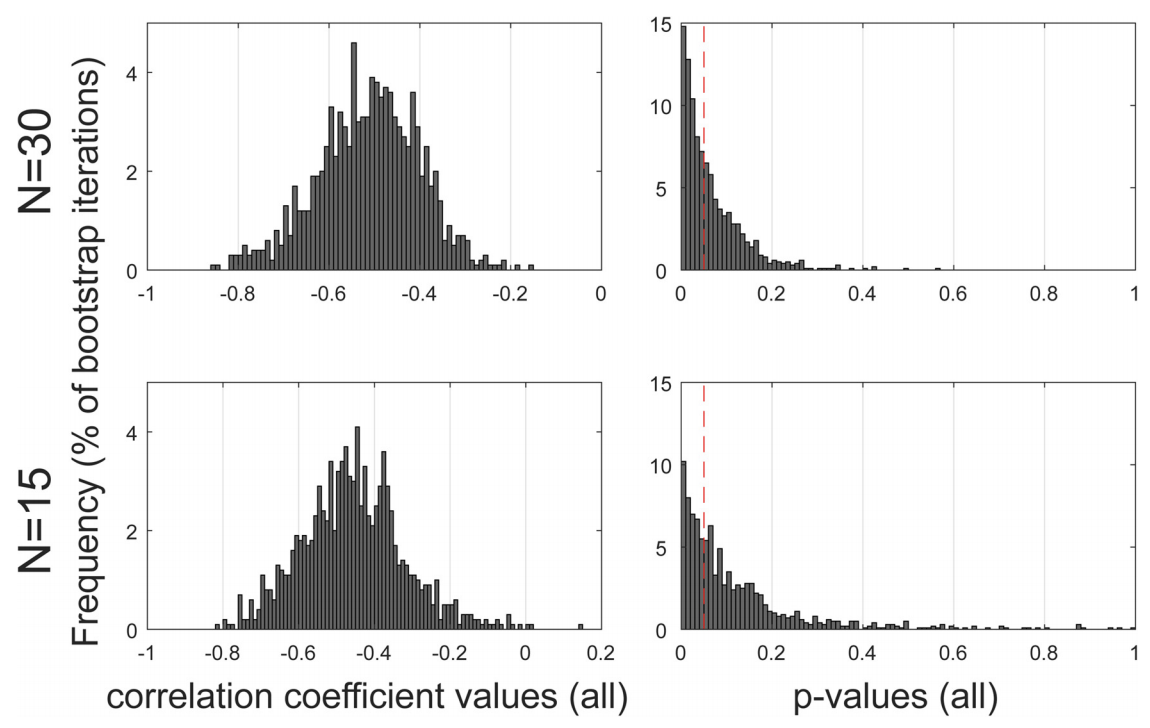 N=30
N=15
Frequency (% of bootstrap iterations)
4
2
0
-1 -0.8 -0.6 -0.4 -0.2 0
15
10
5
0
0 0.2 0.4 0.6 0.8 1
4
2
0
-1 -0.8 -0.6 -0.4 -0.2 0 0.2
correlation coefficient values (all)
15
10
5
0
0 0.2 0.4 0.6 0.8 1
p-values (all)